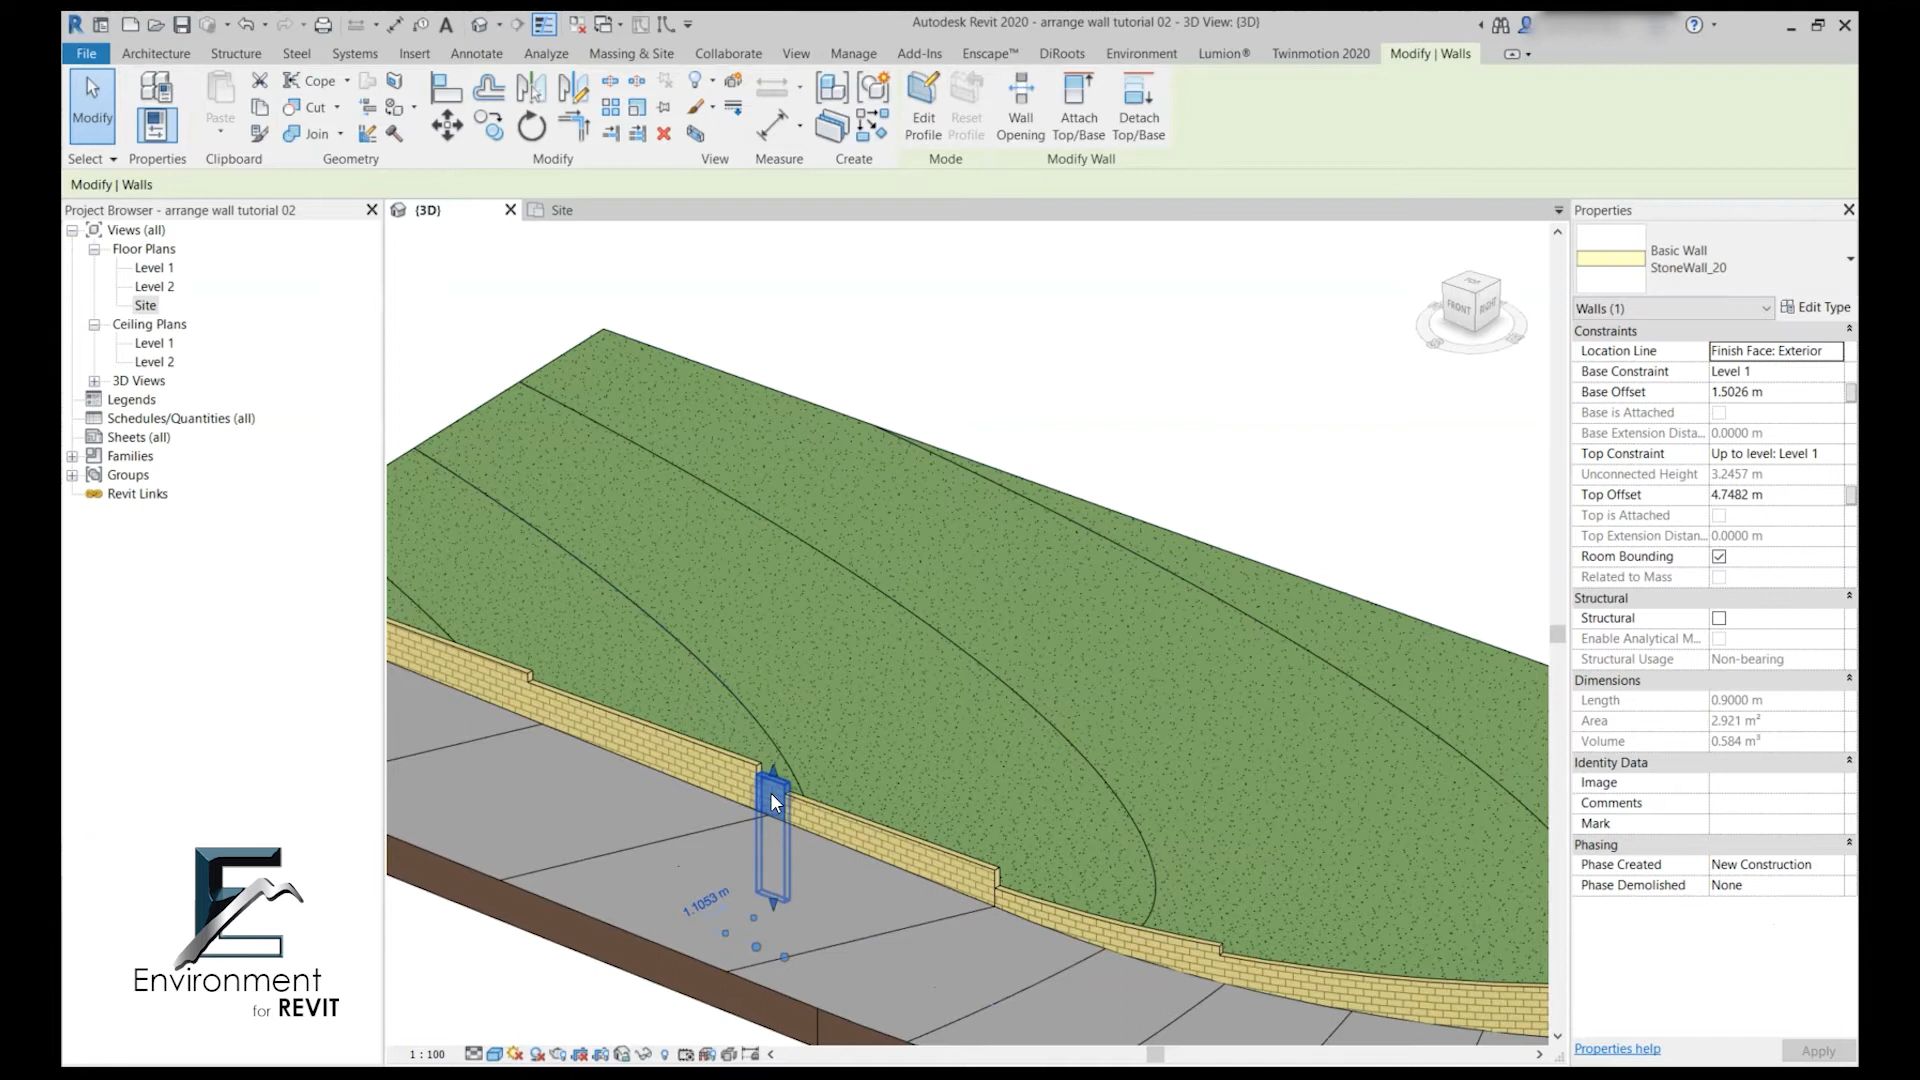 Autodesk Revit 2020 - arrange wall tutorial 02 - 3D View: {3D}
File Architecture Structure Steel Systems Insert Annotate Analyze Massing & Site Collaborate View Manage Add-Ins Enscape™ DiRoots Environment Lumion® Twinmotion 2020 Modify | Walls
Modify
Paste
Cope
Cut
Join
Edit Profile
Reset Profile
Wall Opening
Attach Top/Base
Detach Top/Base
Select Properties Clipboard Geometry Modify View Measure Create Mode Modify Wall
Modify | Walls
Project Browser - arrange wall tutorial 02
{3D}
Site
Views (all)
Floor Plans
Level 1
Level 2
Site
Ceiling Plans
Level 1
Level 2
3D Views
Legends
Schedules/Quantities (all)
Sheets (all)
Families
Groups
Revit Links
TOP
FRONT
RIGHT
1.1053 m
Environment
for REVIT
1 : 100
Properties
Basic Wall
StoneWall_20
Walls (1)
Edit Type
Constraints
Location Line Finish Face: Exterior
Base Constraint Level 1
Base Offset 1.5026 m
Base is Attached
Base Extension Dista... 0.0000 m
Top Constraint Up to level: Level 1
Unconnected Height 3.2457 m
Top Offset 4.7482 m
Top is Attached
Top Extension Distan... 0.0000 m
Room Bounding
Related to Mass
Structural
Structural
Enable Analytical M...
Structural Usage Non-bearing
Dimensions
Length 0.9000 m
Area 2.921 m²
Volume 0.584 m³
Identity Data
Image
Comments
Mark
Phasing
Phase Created New Construction
Phase Demolished None
Properties help
Apply